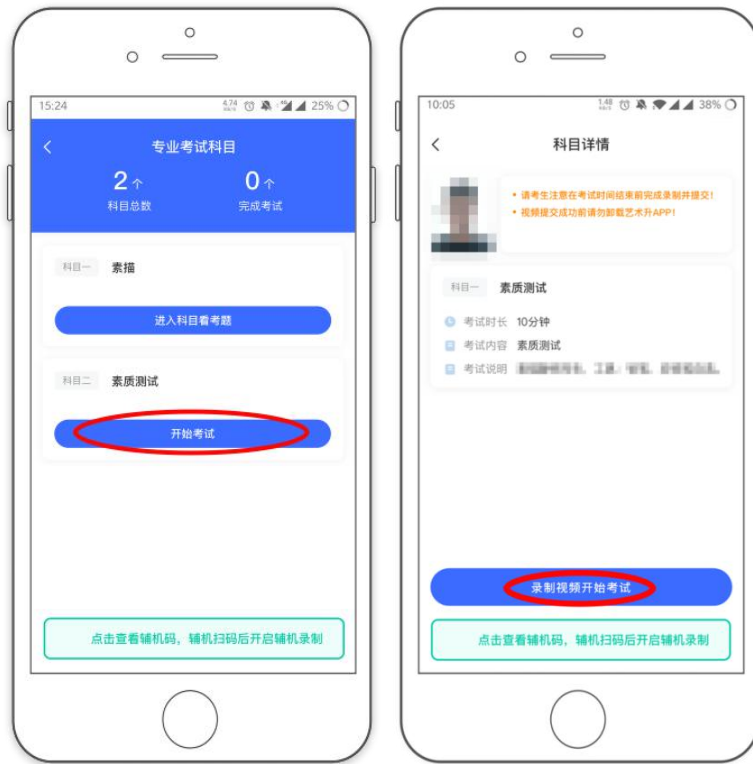 15:24
4.74
25%
专业考试科目
2个
0个
科目总数
完成考试
科目一
素描
进入科目看考题
科目二
素质测试
开始考试
点击查看辅机码，辅机扫码后开启辅机录制
10:05
1.48
38%
科目详情
• 请考生注意在考试时间结束前完成录制并提交！
• 视频提交成功前请勿卸载艺术升APP！
科目一
素质测试
考试时长 10分钟
考试内容 素质测试
考试说明
录制视频开始考试
点击查看辅机码，辅机扫码后开启辅机录制